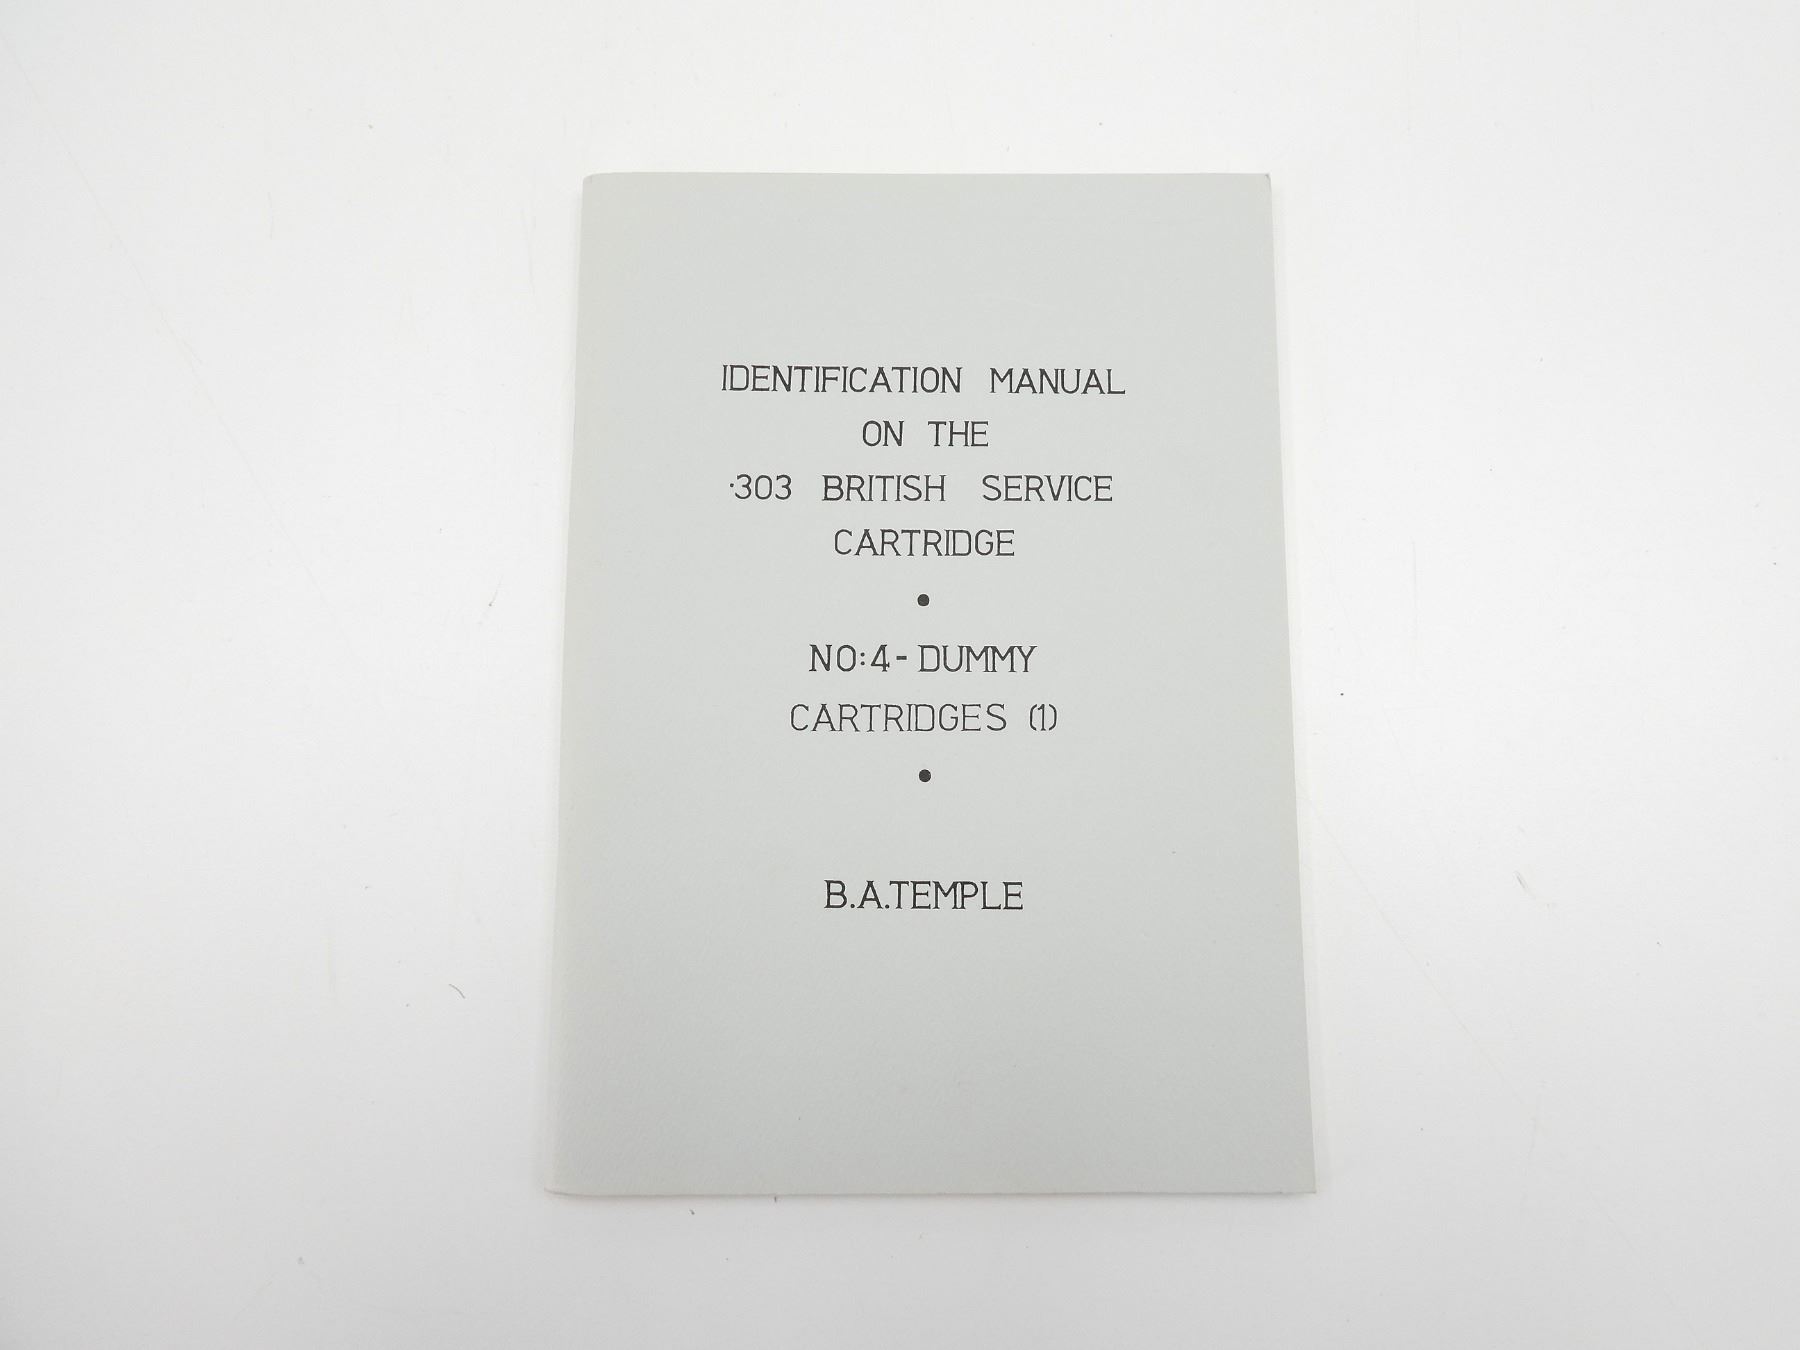 IDENTIFICATION MANUAL
ON THE
·303 BRITISH SERVICE
CARTRIDGE
•
NO:4- DUMMY
CARTRIDGES (1)
•
B.A.TEMPLE